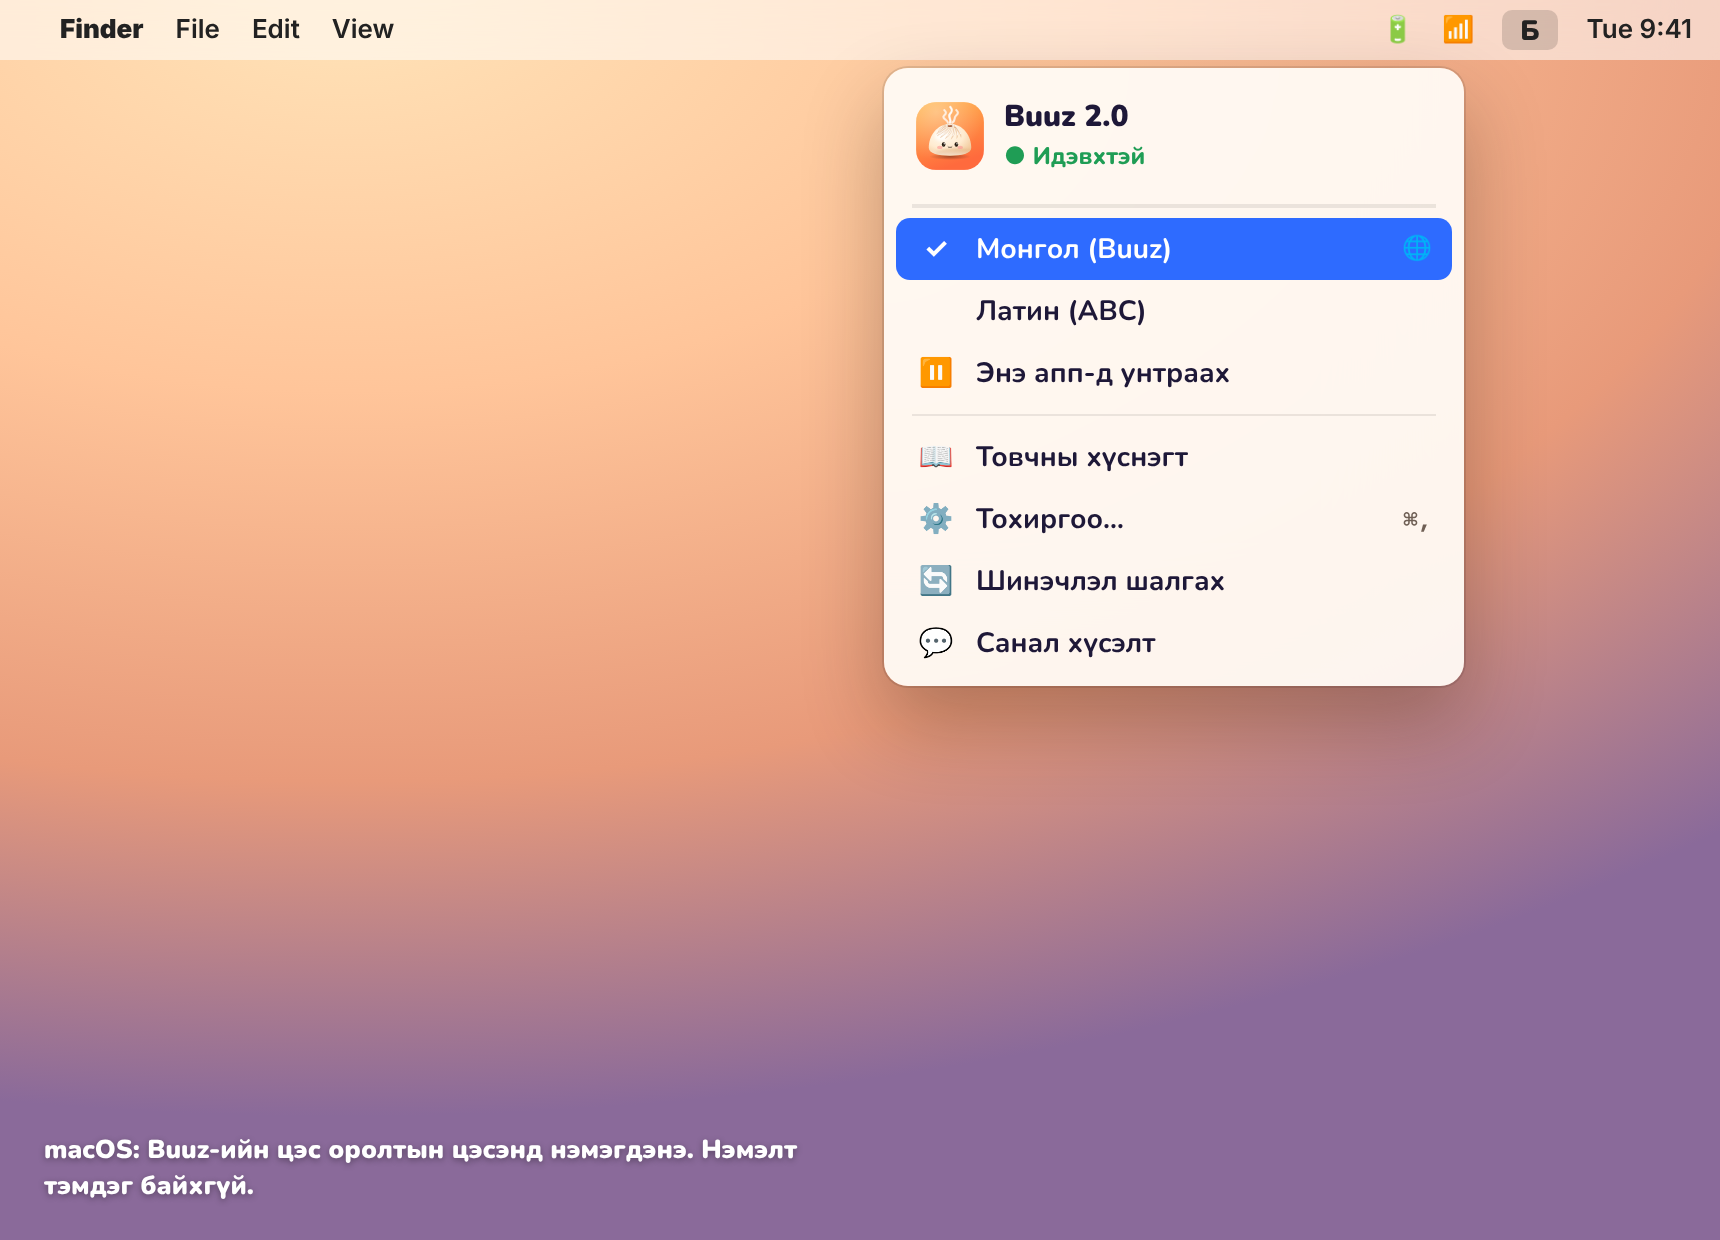 Finder File Edit View Б Tue 9:41
Buuz 2.0
Идэвхтэй
Монгол (Buuz)
Латин (ABC)
Энэ апп-д унтраах
Товчны хүснэгт
Тохиргоо... ⌘,
Шинэчлэл шалгах
Санал хүсэлт
macOS: Buuz-ийн цэс оролтын цэсэнд нэмэгдэнэ. Нэмэлт
тэмдэг байхгүй.